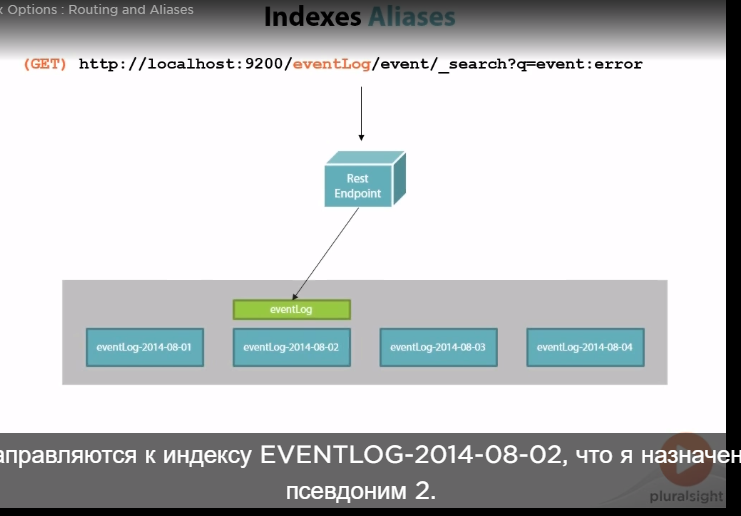 Options : Routing and Aliases
Indexes Aliases
(GET) http://localhost:9200/eventLog/event/_search?q=event:error
Rest
Endpoint
eventLog
eventLog-2014-08-01 eventLog-2014-08-02 eventLog-2014-08-03 eventLog-2014-08-04
аправляются к индексу EVENTLOG-2014-08-02, что я назначен
псевдоним 2.
pluralsight